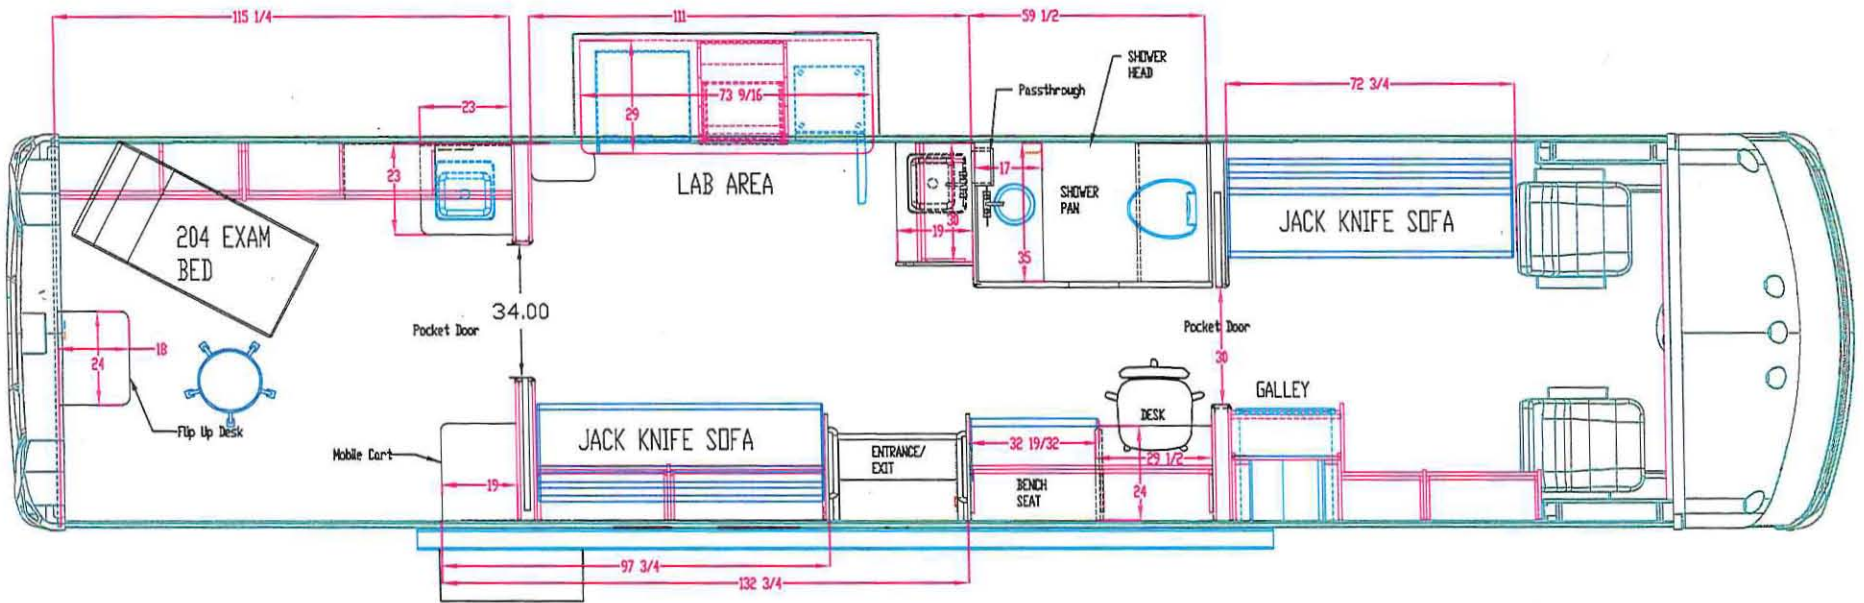 115 1/4
111
59 1/2
SHOWER
HEAD
Passthrough
72 3/4
23
73 9/16
29
23
17
LAB AREA
SHOWER
PAN
JACK KNIFE SOFA
204 EXAM
BED
19
35
34.00
Pocket Door
Pocket Door
18
24
30
GALLEY
Flip Up Desk
JACK KNIFE SOFA
DESK
Mobile Cart
ENTRANCE/
EXIT
32 19/32
29 1/2
19
BENCH
SEAT
24
97 3/4
132 3/4